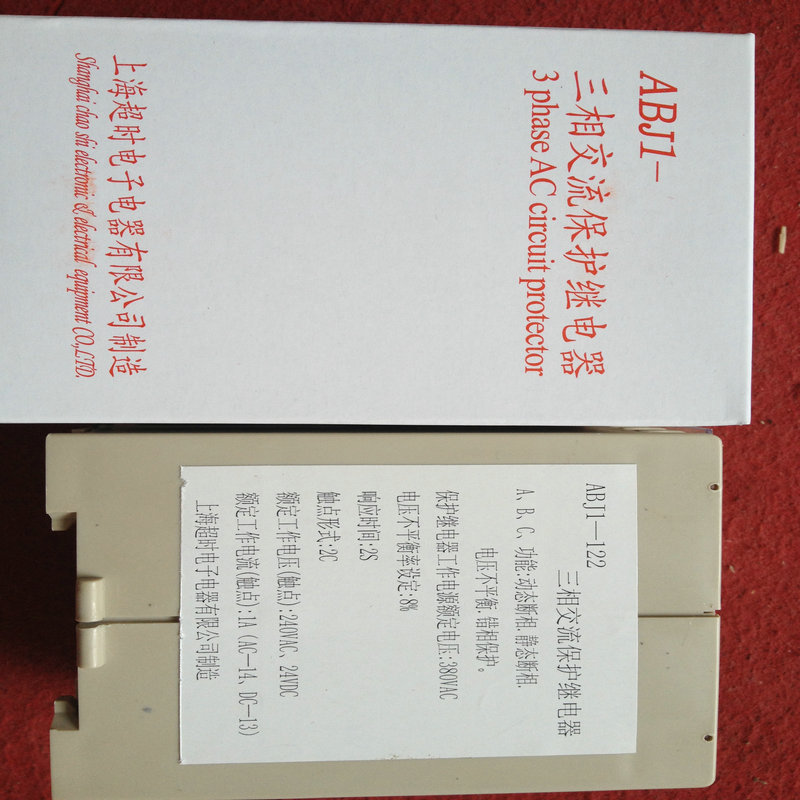 ABJ1-
三相交流保护继电器
3 phase AC circuit protector
上海超时电子电器有限公司制造
Shanghai chao shi electronic & electrical equipment CO.,LTD.
ABJ1—122
三相交流保护继电器
A、B、C、功能:动态断相.静态断相.
电压不平衡.错相保护。
保护继电器工作电源额定电压:380VAC
电压不平衡率设定:8%
响应时间:2S
触点形式:2C
额定工作电压(触点):240VAC、24VDC
额定工作电流(触点):1A (AC—14、DC—13)
上海超时电子电器有限公司制造